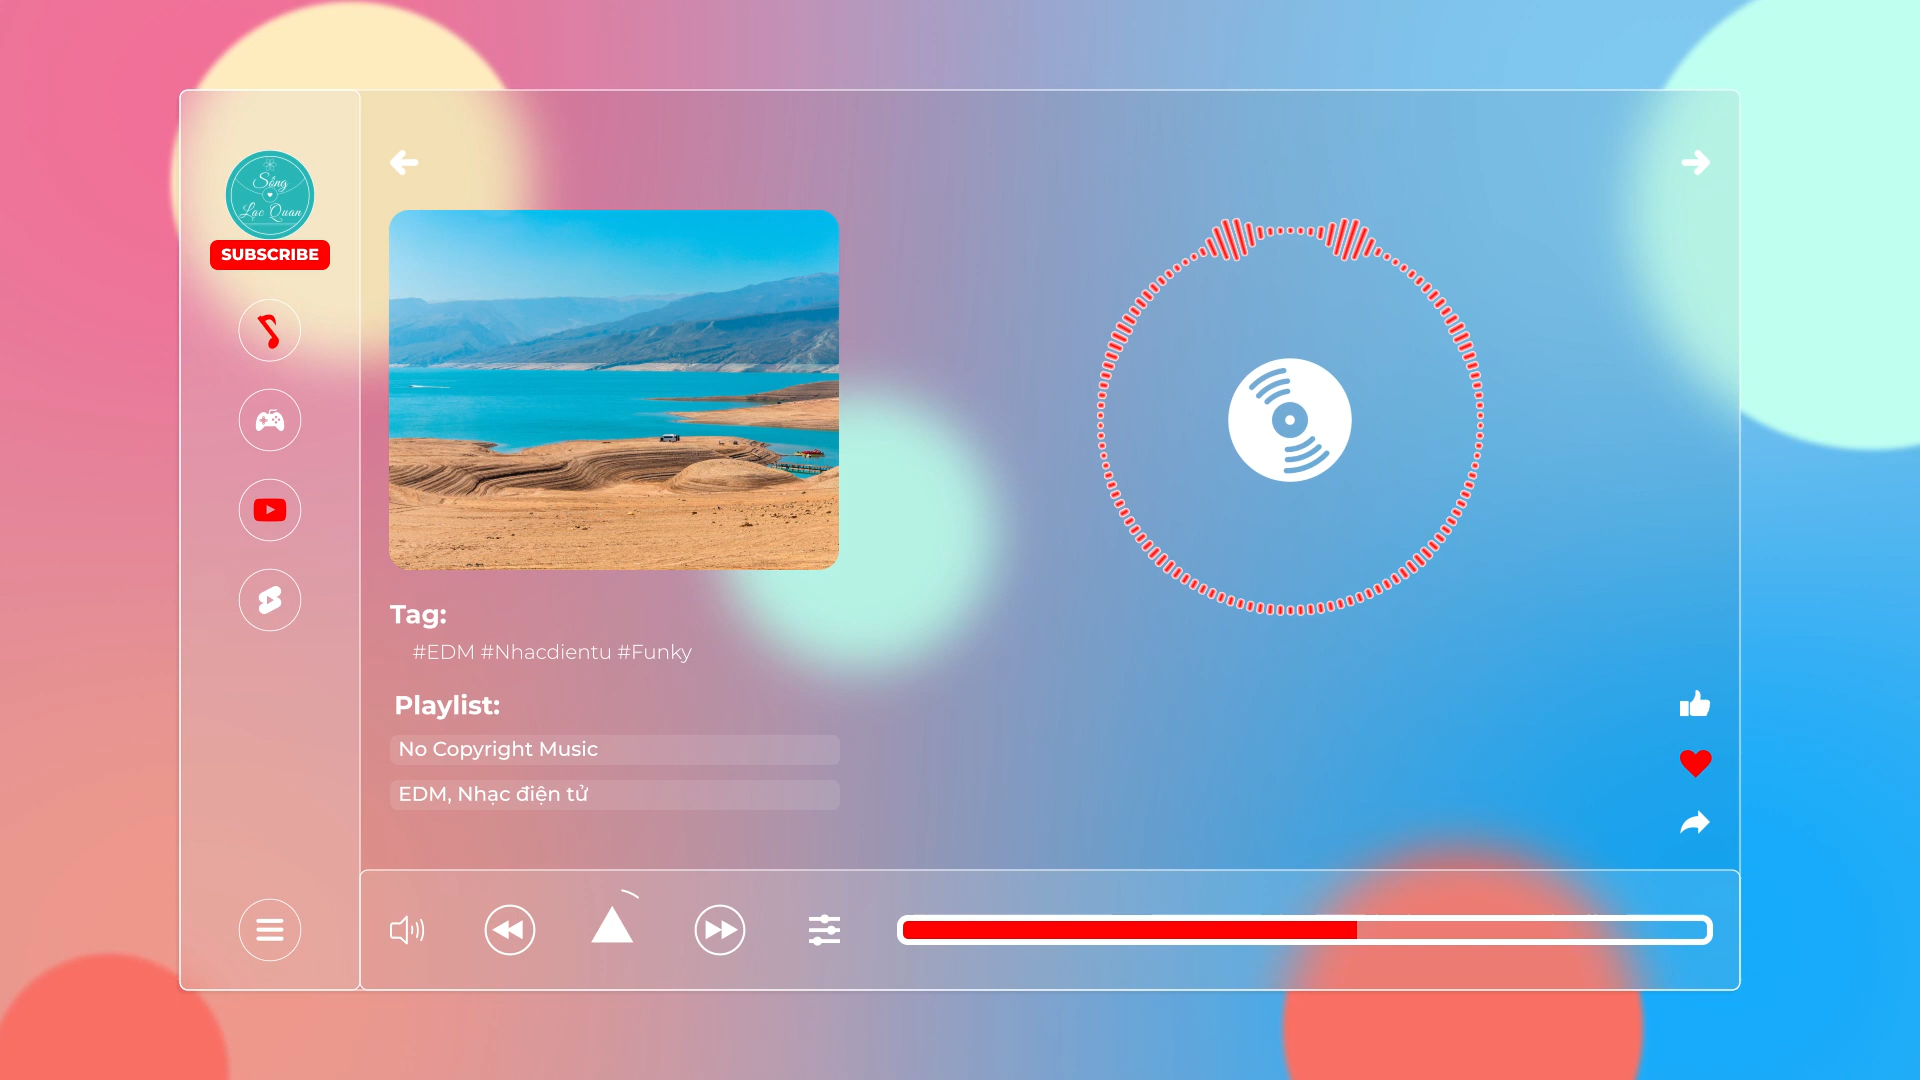 Sống
Lạc Quan
SUBSCRIBE
Tag:
#EDM #Nhacdientu #Funky
Playlist:
No Copyright Music
EDM, Nhạc điện tử